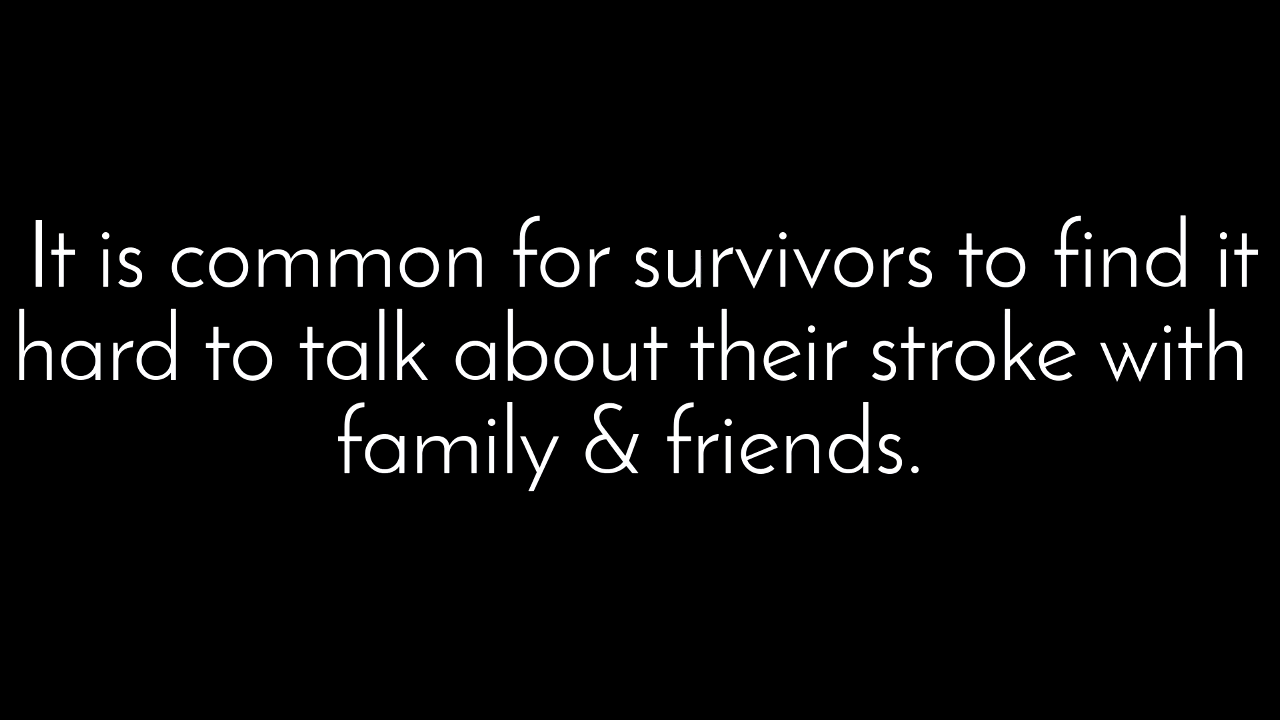 It is common for survivors to find it
hard to talk about their stroke with
family & friends.